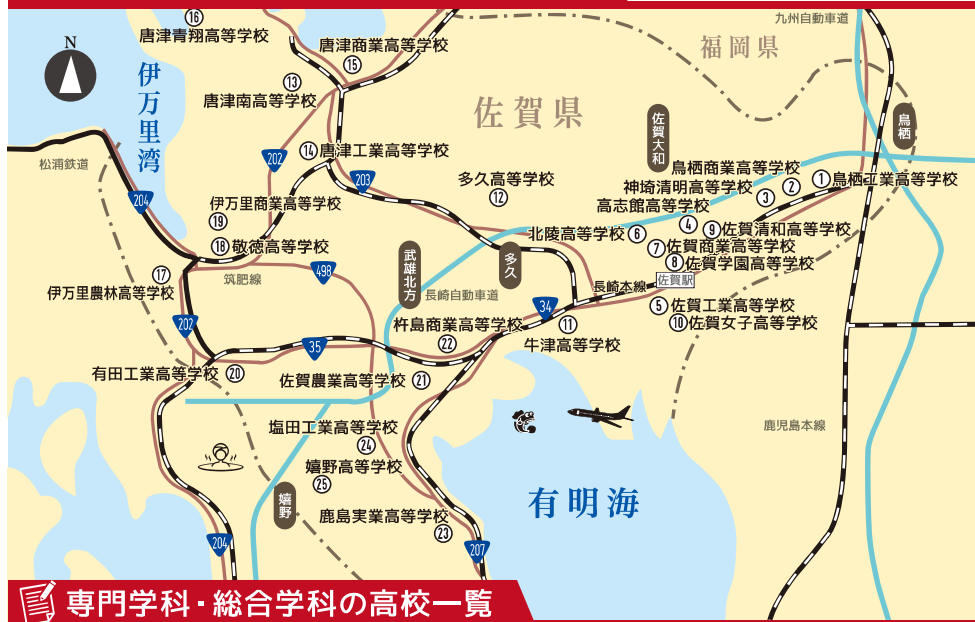 ⑯
唐津青翔高等学校
唐津商業高等学校
⑮
九州自動車道
福岡県
N
伊万里湾
⑬
唐津南高等学校
佐賀県
佐賀大和
鳥栖
松浦鉄道
202
⑭唐津工業高等学校
203
204
多久高等学校
⑫
鳥栖商業高等学校
②
①鳥栖工業高等学校
神埼清明高等学校
③
伊万里商業高等学校
⑲
高志館高等学校
④
⑨佐賀清和高等学校
北陵高等学校⑥
⑱敬徳高等学校
⑦佐賀商業高等学校
⑧佐賀学園高等学校
武雄北方
多久
⑰
伊万里農林高等学校
筑肥線
498
長崎自動車道
長崎本線
佐賀駅
34
⑤佐賀工業高等学校
⑩佐賀女子高等学校
202
杵島商業高等学校
㉒
⑪
牛津高等学校
35
有田工業高等学校⑳
佐賀農業高等学校㉑
塩田工業高等学校
㉔
鹿児島本線
嬉野高等学校
㉕
嬉野
有明海
鹿島実業高等学校
㉓
204
207
専門学科・総合学科の高校一覧